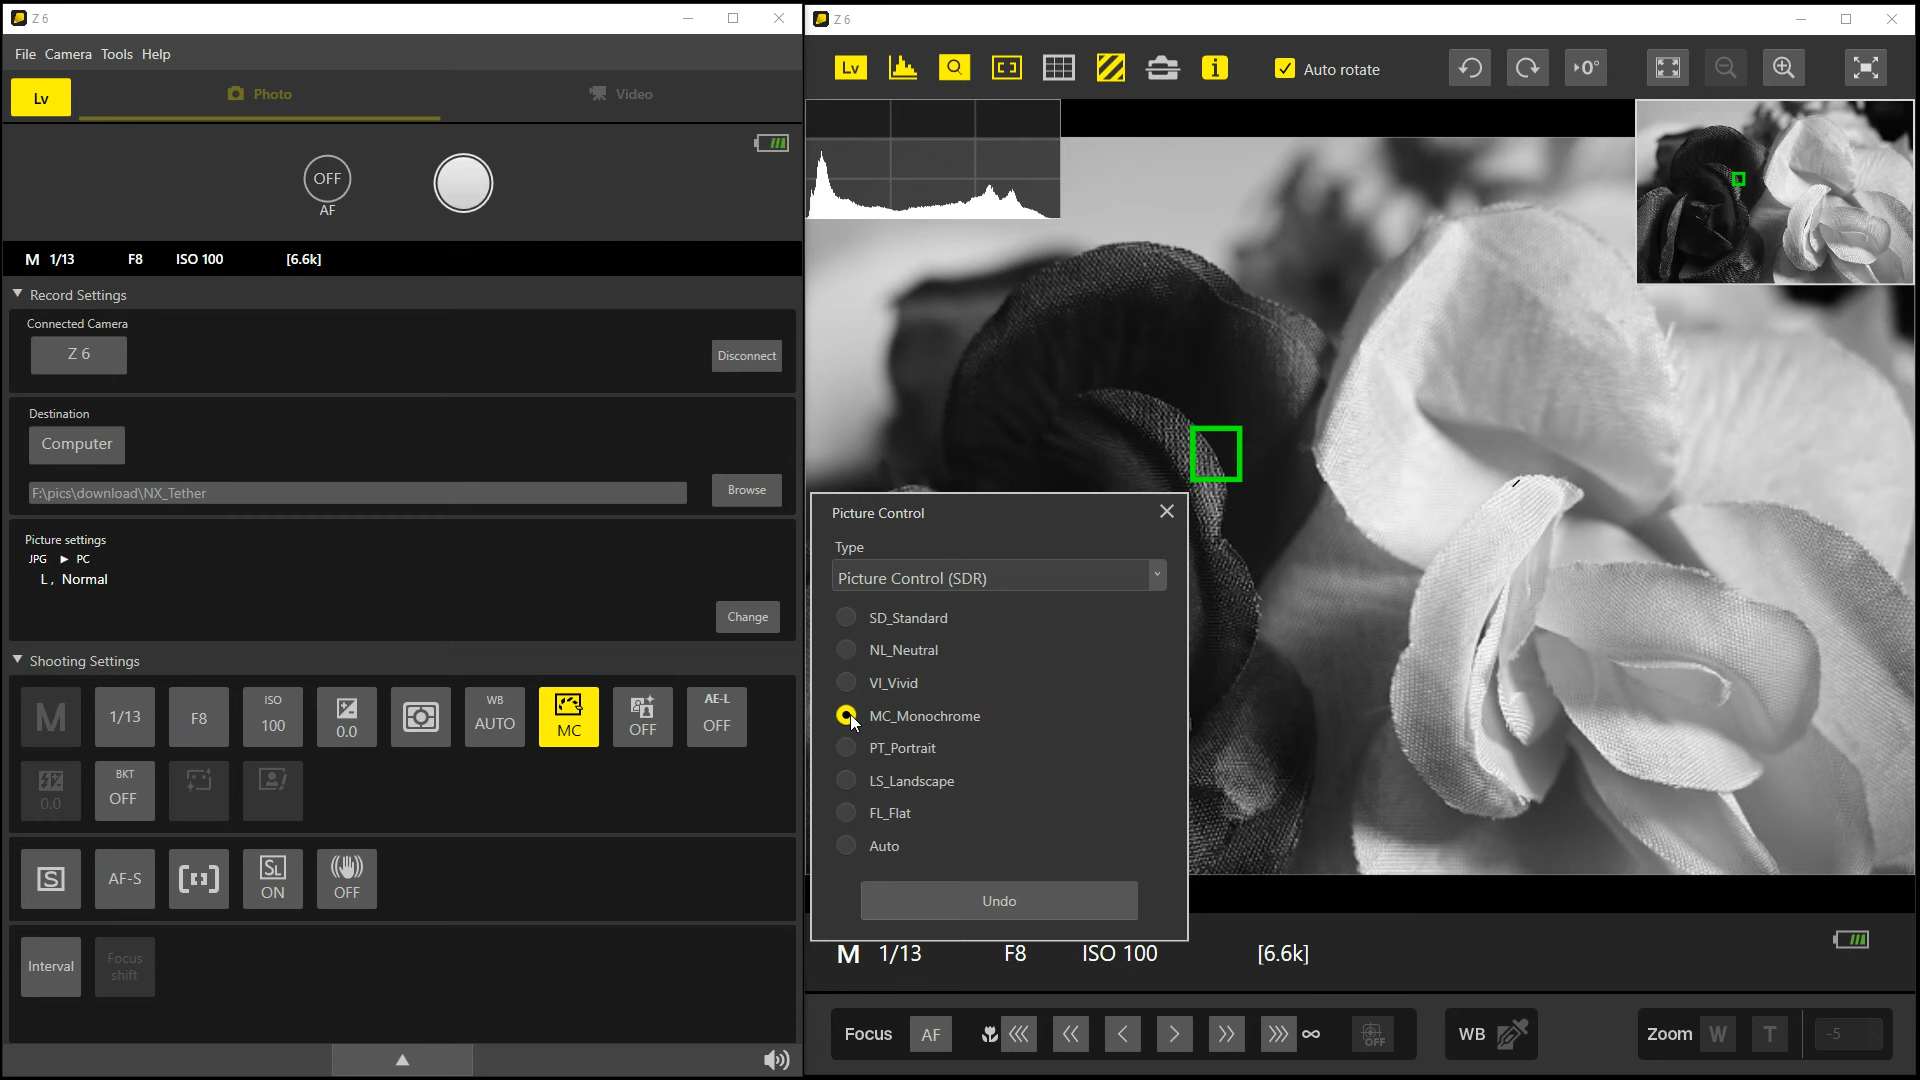 Z 6
File Camera Tools Help
Lv
Photo
Video
OFF
AF
M 1/13 F8 ISO 100 [6.6k]
Record Settings
Connected Camera
Z 6
Disconnect
Destination
Computer
F:\pics\download\NX_Tether
Browse
Picture settings
JPG ▶ PC
L, Normal
Change
Shooting Settings
M
1/13
F8
ISO
100
0.0
WB
AUTO
MC
OFF
AE-L
OFF
0.0
BKT
OFF
S
AF-S
SL
ON
OFF
Interval
Focus
shift
Z 6
Lv
i
Auto rotate
0°
Picture Control
Type
Picture Control (SDR)
SD_Standard
NL_Neutral
VI_Vivid
MC_Monochrome
PT_Portrait
LS_Landscape
FL_Flat
Auto
Undo
M 1/13 F8 ISO 100 [6.6k]
Focus AF ∞ OFF WB Zoom W T -5